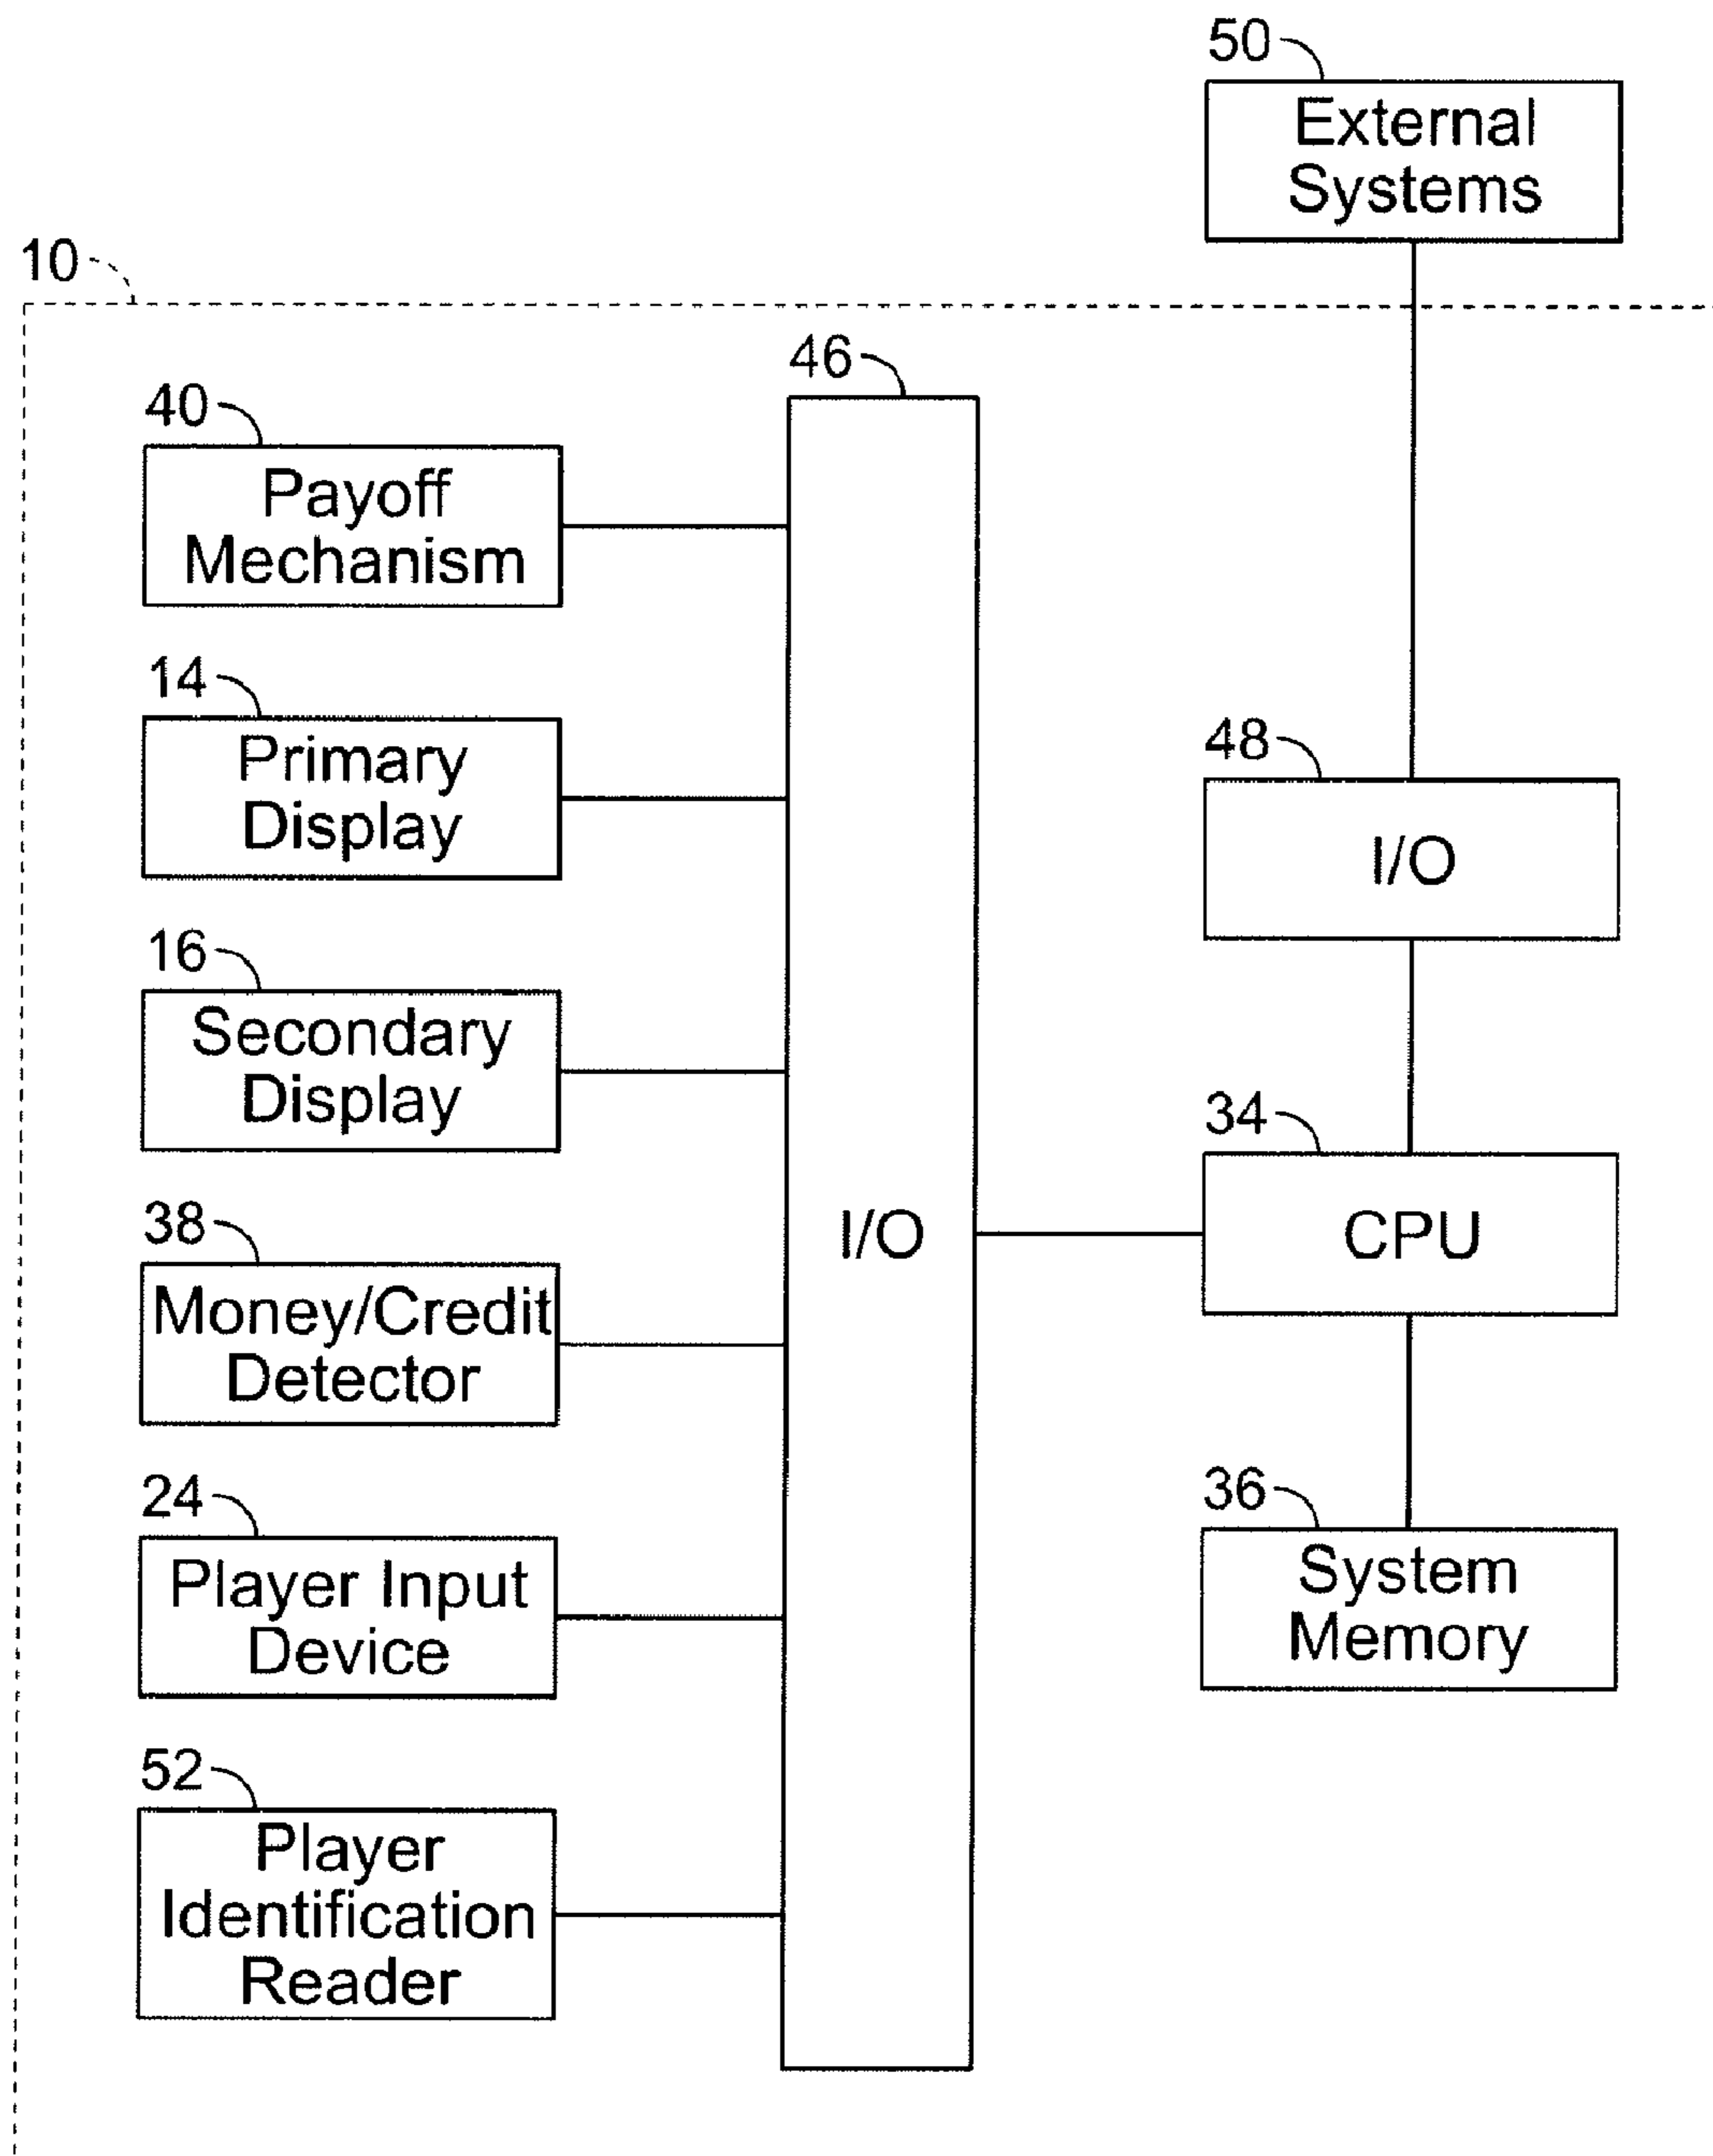 50
External
Systems
10
46
40
Payoff
Mechanism
14
Primary
Display
48
I/O
16
Secondary
Display
34
CPU
38
Money/Credit
Detector
I/O
24
Player Input
Device
36
System
Memory
52
Player
Identification
Reader